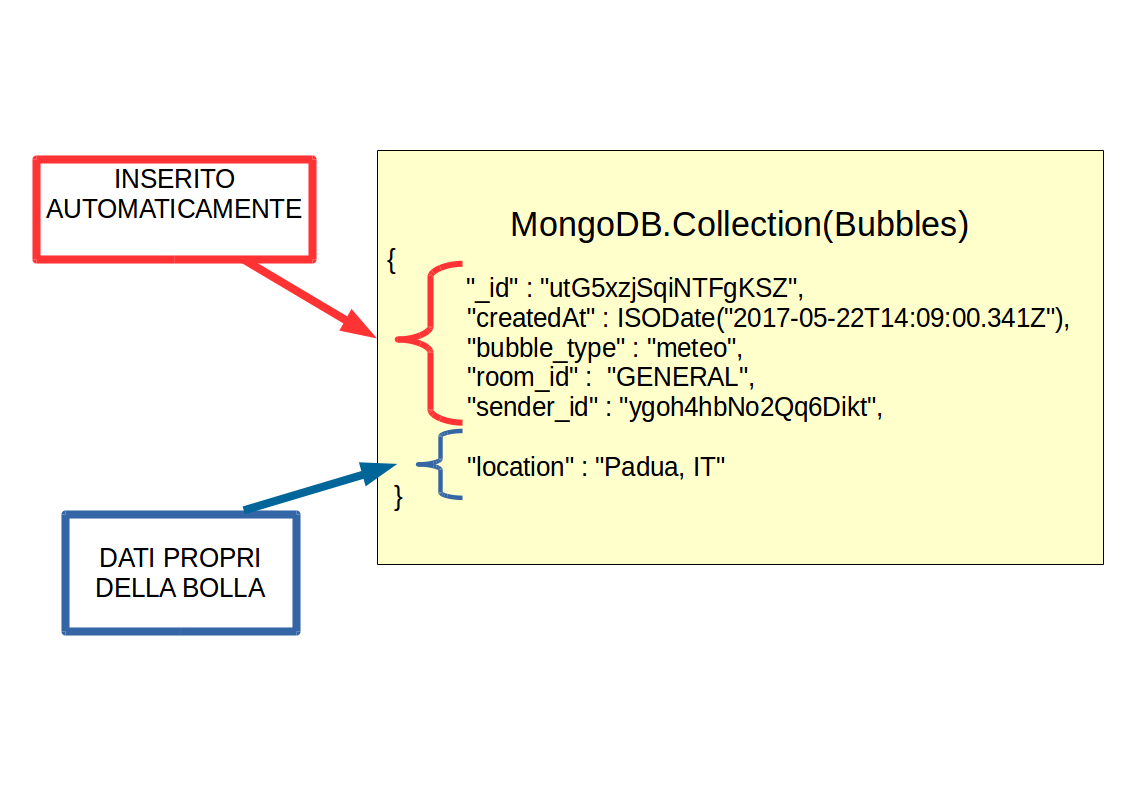 INSERITO
AUTOMATICAMENTE
MongoDB.Collection(Bubbles)
{
"_id" : "utG5xzjSqiNTFgKSZ",
"createdAt" : ISODate("2017-05-22T14:09:00.341Z"),
"bubble_type" : "meteo",
"room_id" :  "GENERAL",
"sender_id" : "ygoh4hbNo2Qq6Dikt",
"location" : "Padua, IT"
}
DATI PROPRI
DELLA BOLLA